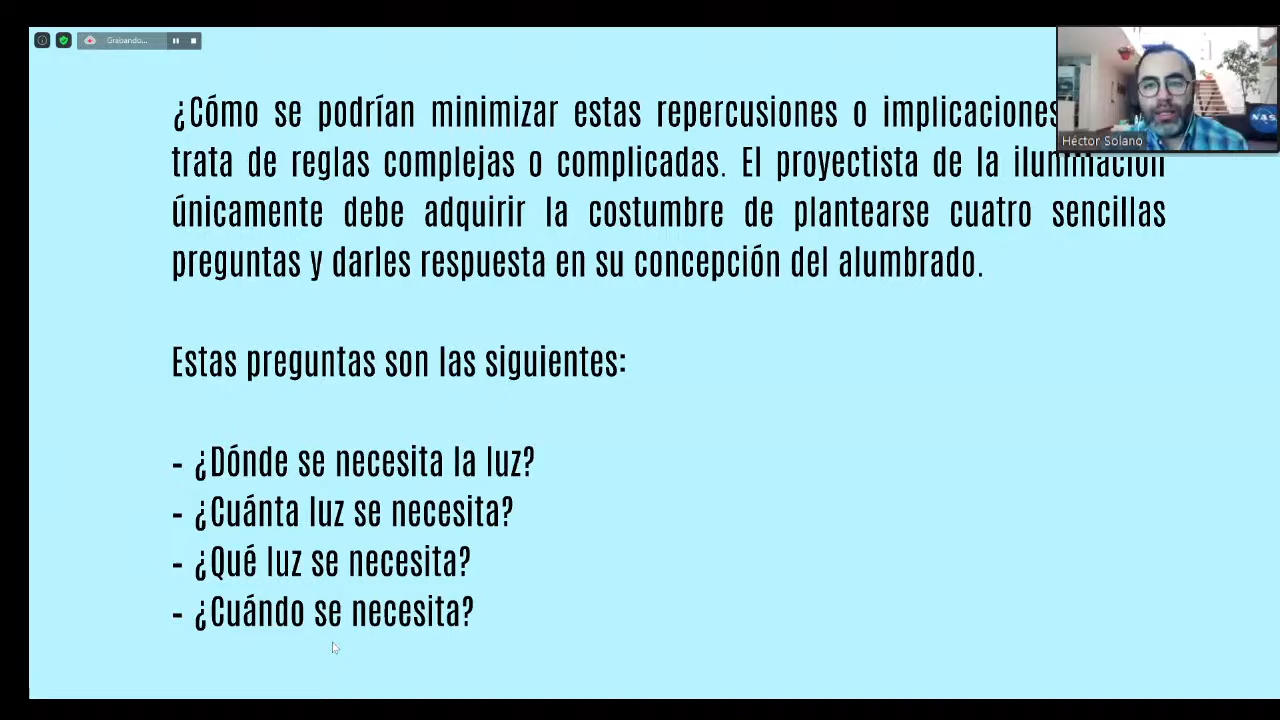 Grabando...
¿Cómo se podrían minimizar estas repercusiones o implicaciones
trata de reglas complejas o complicadas. El proyectista de la iluminación
únicamente debe adquirir la costumbre de plantearse cuatro sencillas
preguntas y darles respuesta en su concepción del alumbrado.
Estas preguntas son las siguientes:
- ¿Dónde se necesita la luz?
- ¿Cuánta luz se necesita?
- ¿Qué luz se necesita?
- ¿Cuándo se necesita?
NASA
Héctor Solano